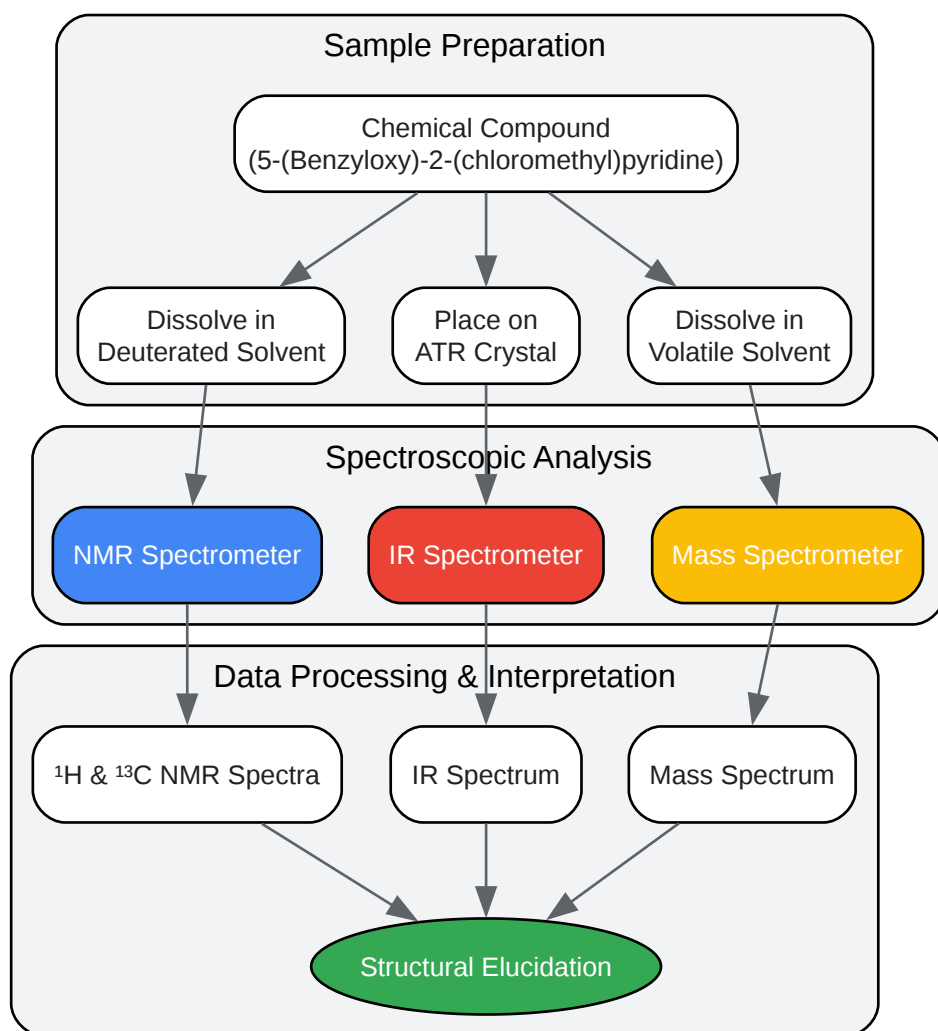 Sample Preparation
Chemical Compound
(5-(Benzyloxy)-2-(chloromethyl)pyridine)
Dissolve in
Deuterated Solvent
Place on
ATR Crystal
Dissolve in
Volatile Solvent
Spectroscopic Analysis
NMR Spectrometer
IR Spectrometer
Mass Spectrometer
Data Processing & Interpretation
¹H & ¹³C NMR Spectra
IR Spectrum
Mass Spectrum
Structural Elucidation